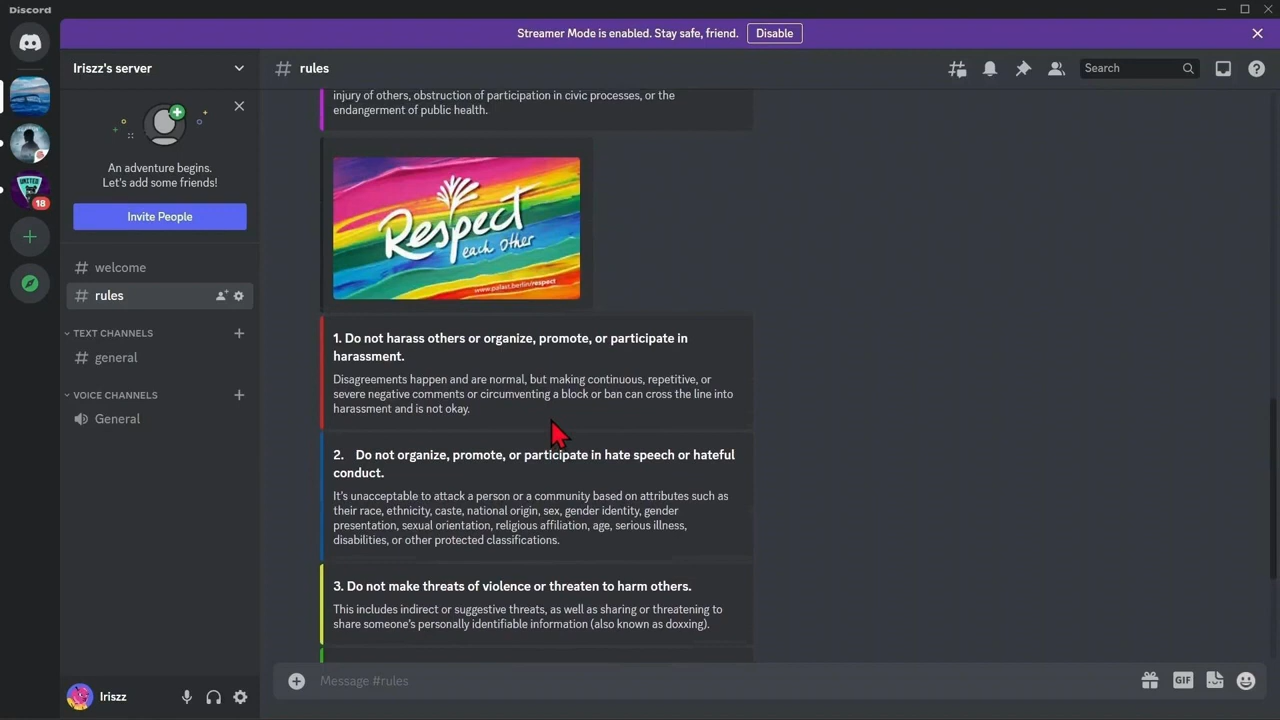 Discord
Streamer Mode is enabled. Stay safe, friend.
Disable
Iriszz's server
rules
Search
An adventure begins.
Let's add some friends!
Invite People
welcome
rules
TEXT CHANNELS
general
VOICE CHANNELS
General
UNITED
18
Iriszz
injury of others, obstruction of participation in civic processes, or the
endangerment of public health.
Respect
each other
www.palast.berlin/respect
1. Do not harass others or organize, promote, or participate in
harassment.
Disagreements happen and are normal, but making continuous, repetitive, or
severe negative comments or circumventing a block or ban can cross the line into
harassment and is not okay.
2. Do not organize, promote, or participate in hate speech or hateful
conduct.
It's unacceptable to attack a person or a community based on attributes such as
their race, ethnicity, caste, national origin, sex, gender identity, gender
presentation, sexual orientation, religious affiliation, age, serious illness,
disabilities, or other protected classifications.
3. Do not make threats of violence or threaten to harm others.
This includes indirect or suggestive threats, as well as sharing or threatening to
share someone's personally identifiable information (also known as doxxing).
Message #rules
GIF